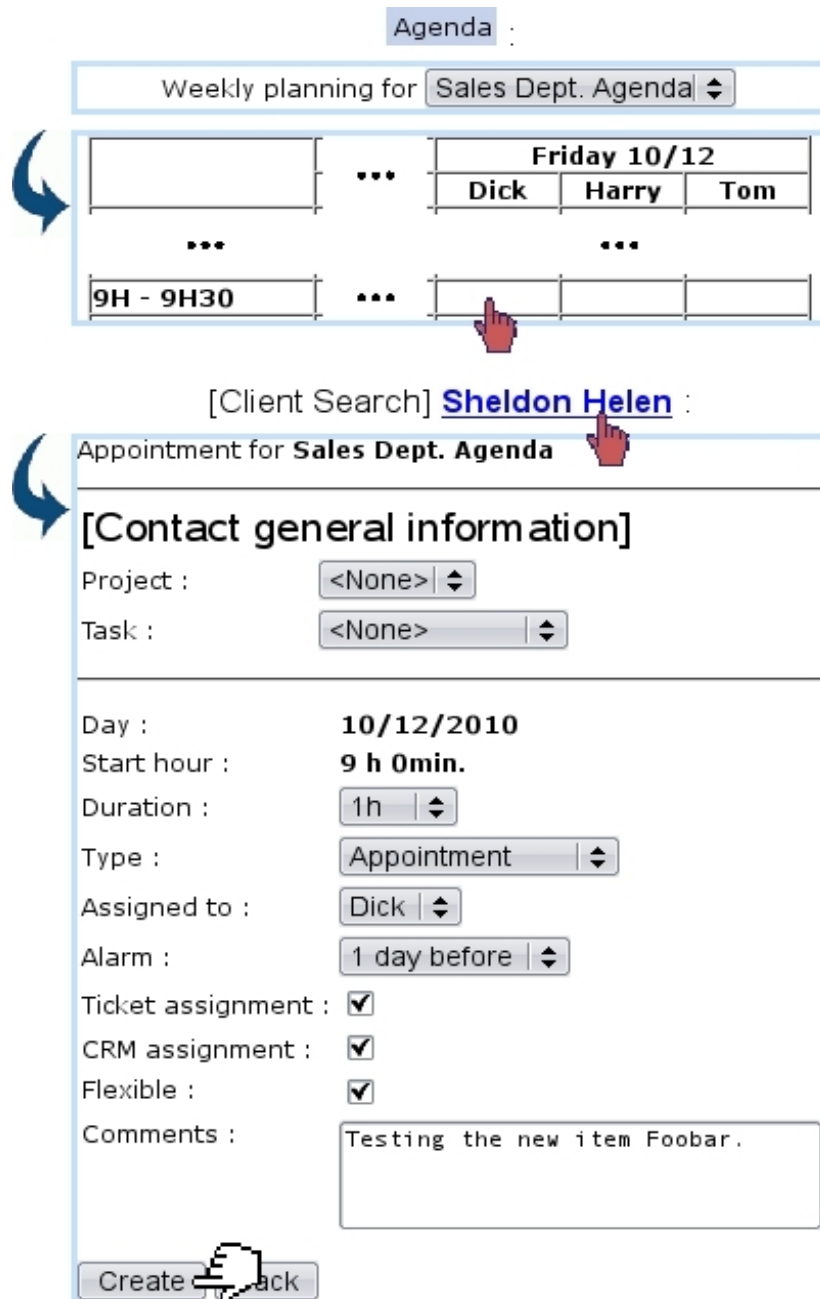 Agenda :
Weekly planning for Sales Dept. Agenda
... Friday 10/12
Dick Harry Tom
... ...
9H - 9H30 ...
[Client Search] Sheldon Helen :
Appointment for Sales Dept. Agenda
[Contact general information]
Project : <None>
Task : <None>
Day : 10/12/2010
Start hour : 9 h 0min.
Duration : 1h
Type : Appointment
Assigned to : Dick
Alarm : 1 day before
Ticket assignment :
CRM assignment :
Flexible :
Comments : Testing the new item Foobar.
Create ack